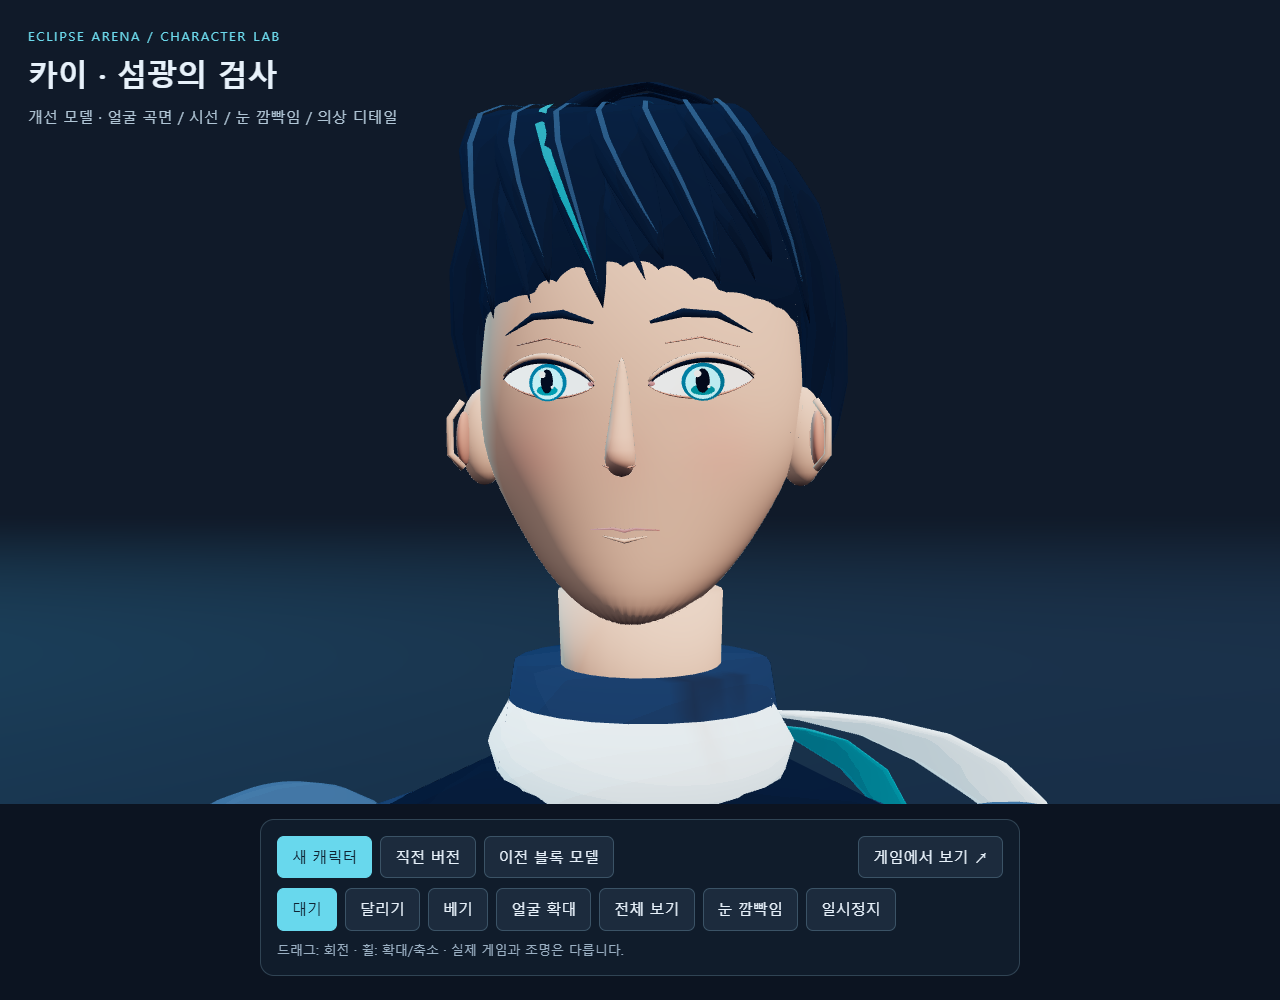 ECLIPSE ARENA / CHARACTER LAB
카이 · 섬광의 검사
개선 모델 · 얼굴 곡면 / 시선 / 눈 깜빡임 / 의상 디테일
새 캐릭터 직전 버전 이전 블록 모델 게임에서 보기 ↗
대기 달리기 베기 얼굴 확대 전체 보기 눈 깜빡임 일시정지
드래그: 회전 · 휠: 확대/축소 · 실제 게임과 조명은 다릅니다.